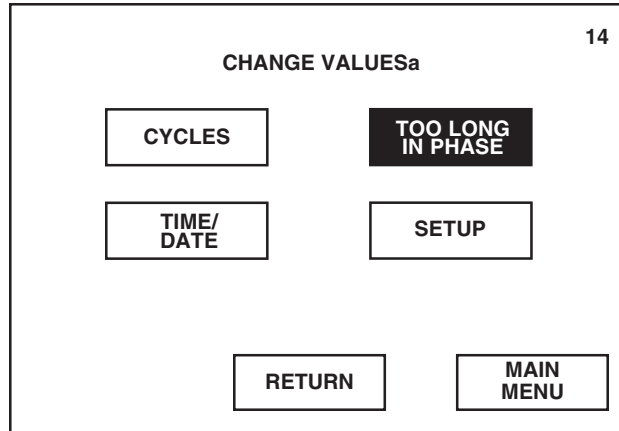 14
CHANGE VALUESa
CYCLES
TOO LONG
IN PHASE
TIME/
DATE
SETUP
RETURN
MAIN
MENU